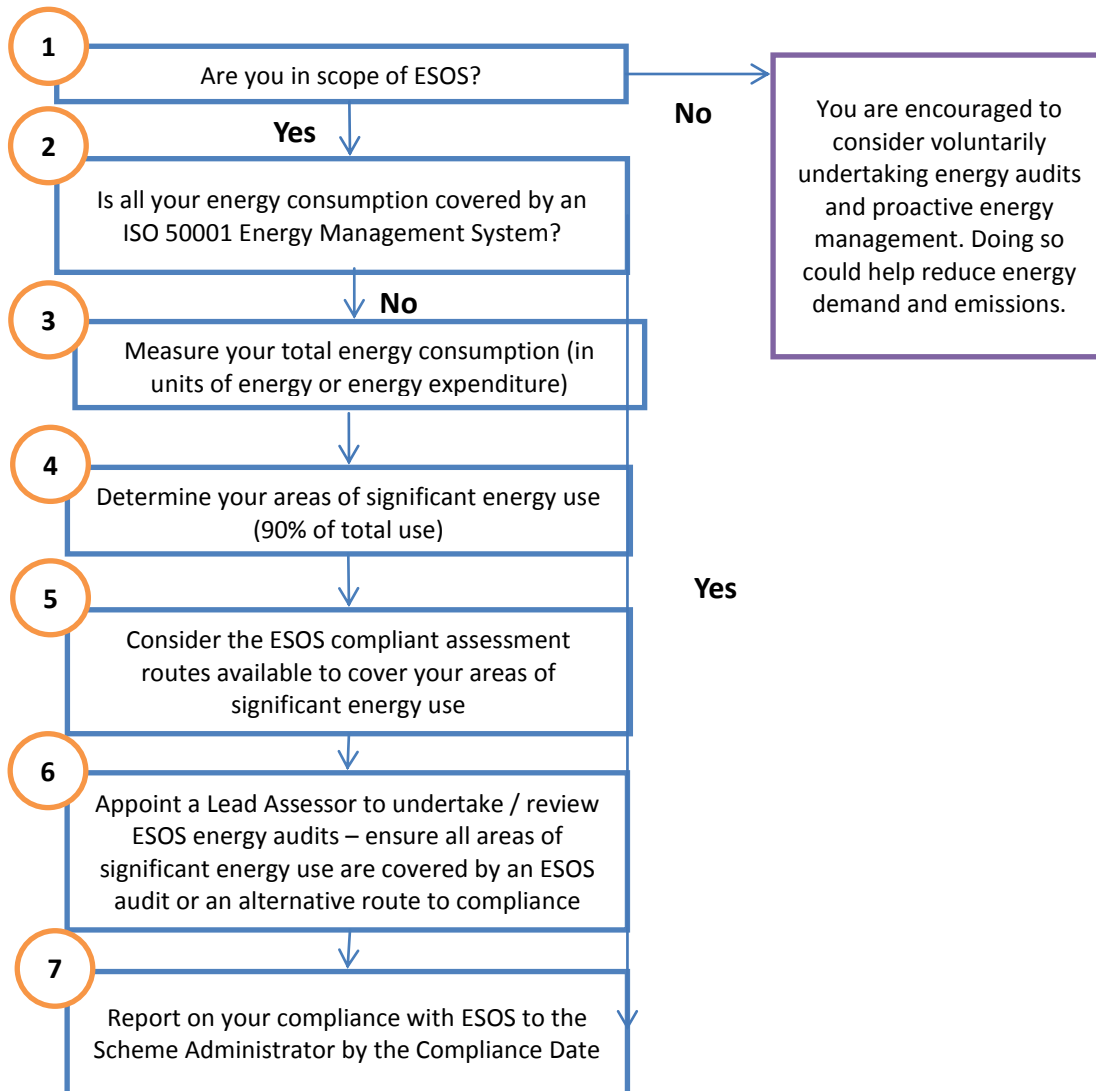 1
Are you in scope of ESOS?
No
You are encouraged to
consider voluntarily
undertaking energy audits
and proactive energy
management. Doing so
could help reduce energy
demand and emissions.
Yes
2
Is all your energy consumption covered by an
ISO 50001 Energy Management System?
No
3
Measure your total energy consumption (in
units of energy or energy expenditure)
4
Determine your areas of significant energy use
(90% of total use)
Yes
5
Consider the ESOS compliant assessment
routes available to cover your areas of
significant energy use
6
Appoint a Lead Assessor to undertake / review
ESOS energy audits – ensure all areas of
significant energy use are covered by an ESOS
audit or an alternative route to compliance
7
Report on your compliance with ESOS to the
Scheme Administrator by the Compliance Date